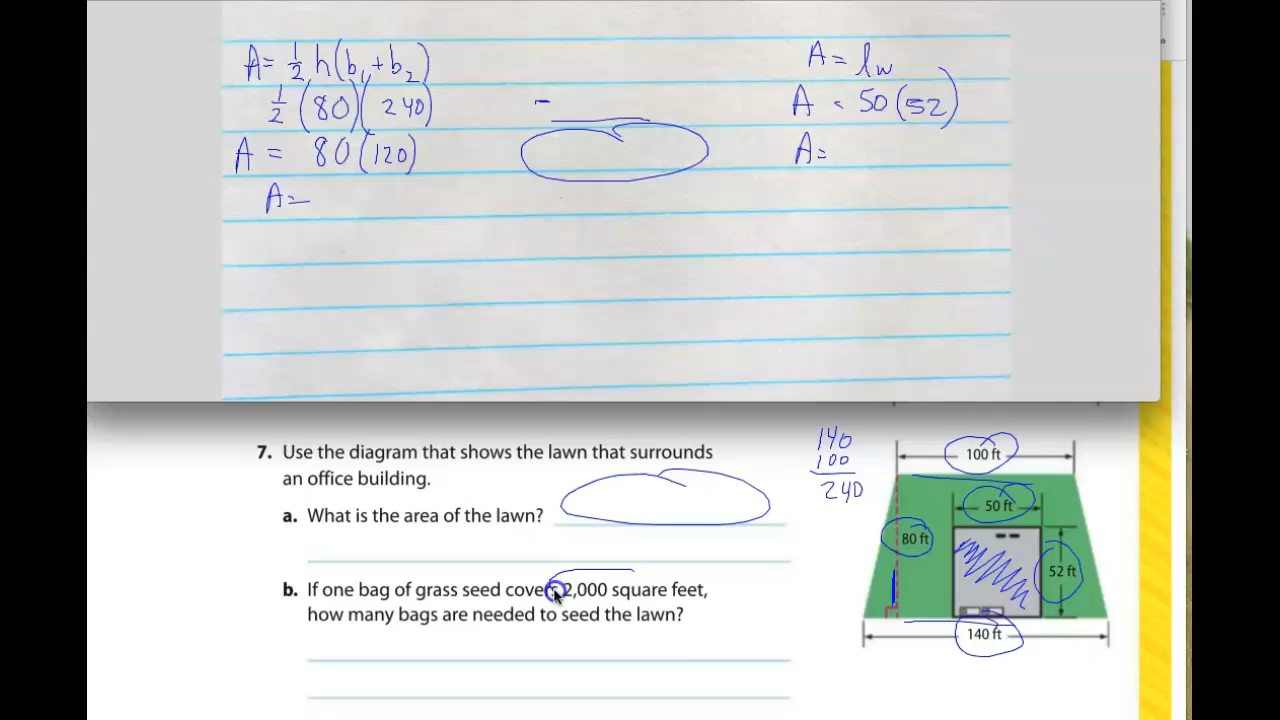 A = 1/2 h(b1 + b2)
1/2 (80)(240)
A = 80(120)
A =
-
A = lw
A = 50(52)
A =
7. Use the diagram that shows the lawn that surrounds
an office building.
a. What is the area of the lawn?
b. If one bag of grass seed covers 2,000 square feet,
how many bags are needed to seed the lawn?
140
100
240
100 ft
50 ft
80 ft
52 ft
140 ft